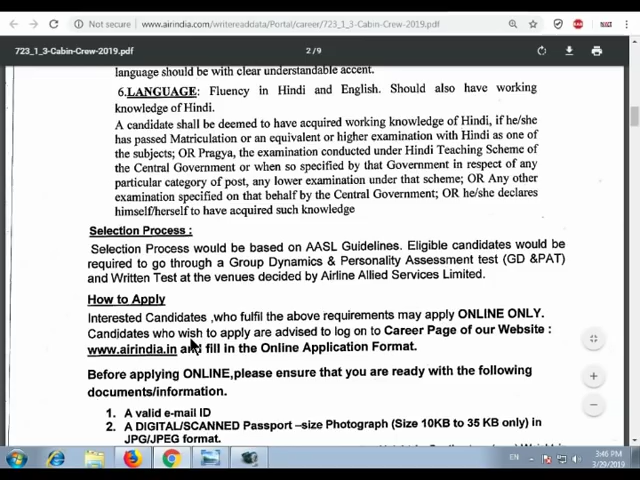 Not secure | www.airindia.com/writereaddata/Portal/career/723_1_3-Cabin-Crew-2019.pdf
723_1_3-Cabin-Crew-2019.pdf 2/9
language should be with clear understandable accent.
6.LANGUAGE: Fluency in Hindi and English. Should also have working
knowledge of Hindi.
A candidate shall be deemed to have acquired working knowledge of Hindi, if he/she
has passed Matriculation or an equivalent or higher examination with Hindi as one of
the subjects; OR Pragya, the examination conducted under Hindi Teaching Scheme of
the Central Government or when so specified by that Government in respect of any
particular category of post, any lower examination under that scheme; OR Any other
examination specified on that behalf by the Central Government; OR he/she declares
himself/herself to have acquired such knowledge
Selection Process :
Selection Process would be based on AASL Guidelines. Eligible candidates would be
required to go through a Group Dynamics & Personality Assessment test (GD &PAT)
and Written Test at the venues decided by Airline Allied Services Limited.
How to Apply
Interested Candidates ,who fulfil the above requirements may apply ONLINE ONLY.
Candidates who wish to apply are advised to log on to Career Page of our Website :
www.airindia.in and fill in the Online Application Format.
Before applying ONLINE,please ensure that you are ready with the following
documents/information.
1. A valid e-mail ID
2. A DIGITAL/SCANNED Passport –size Photograph (Size 10KB to 35 KB only) in
JPG/JPEG format.
EN 3:46 PM
3/29/2019